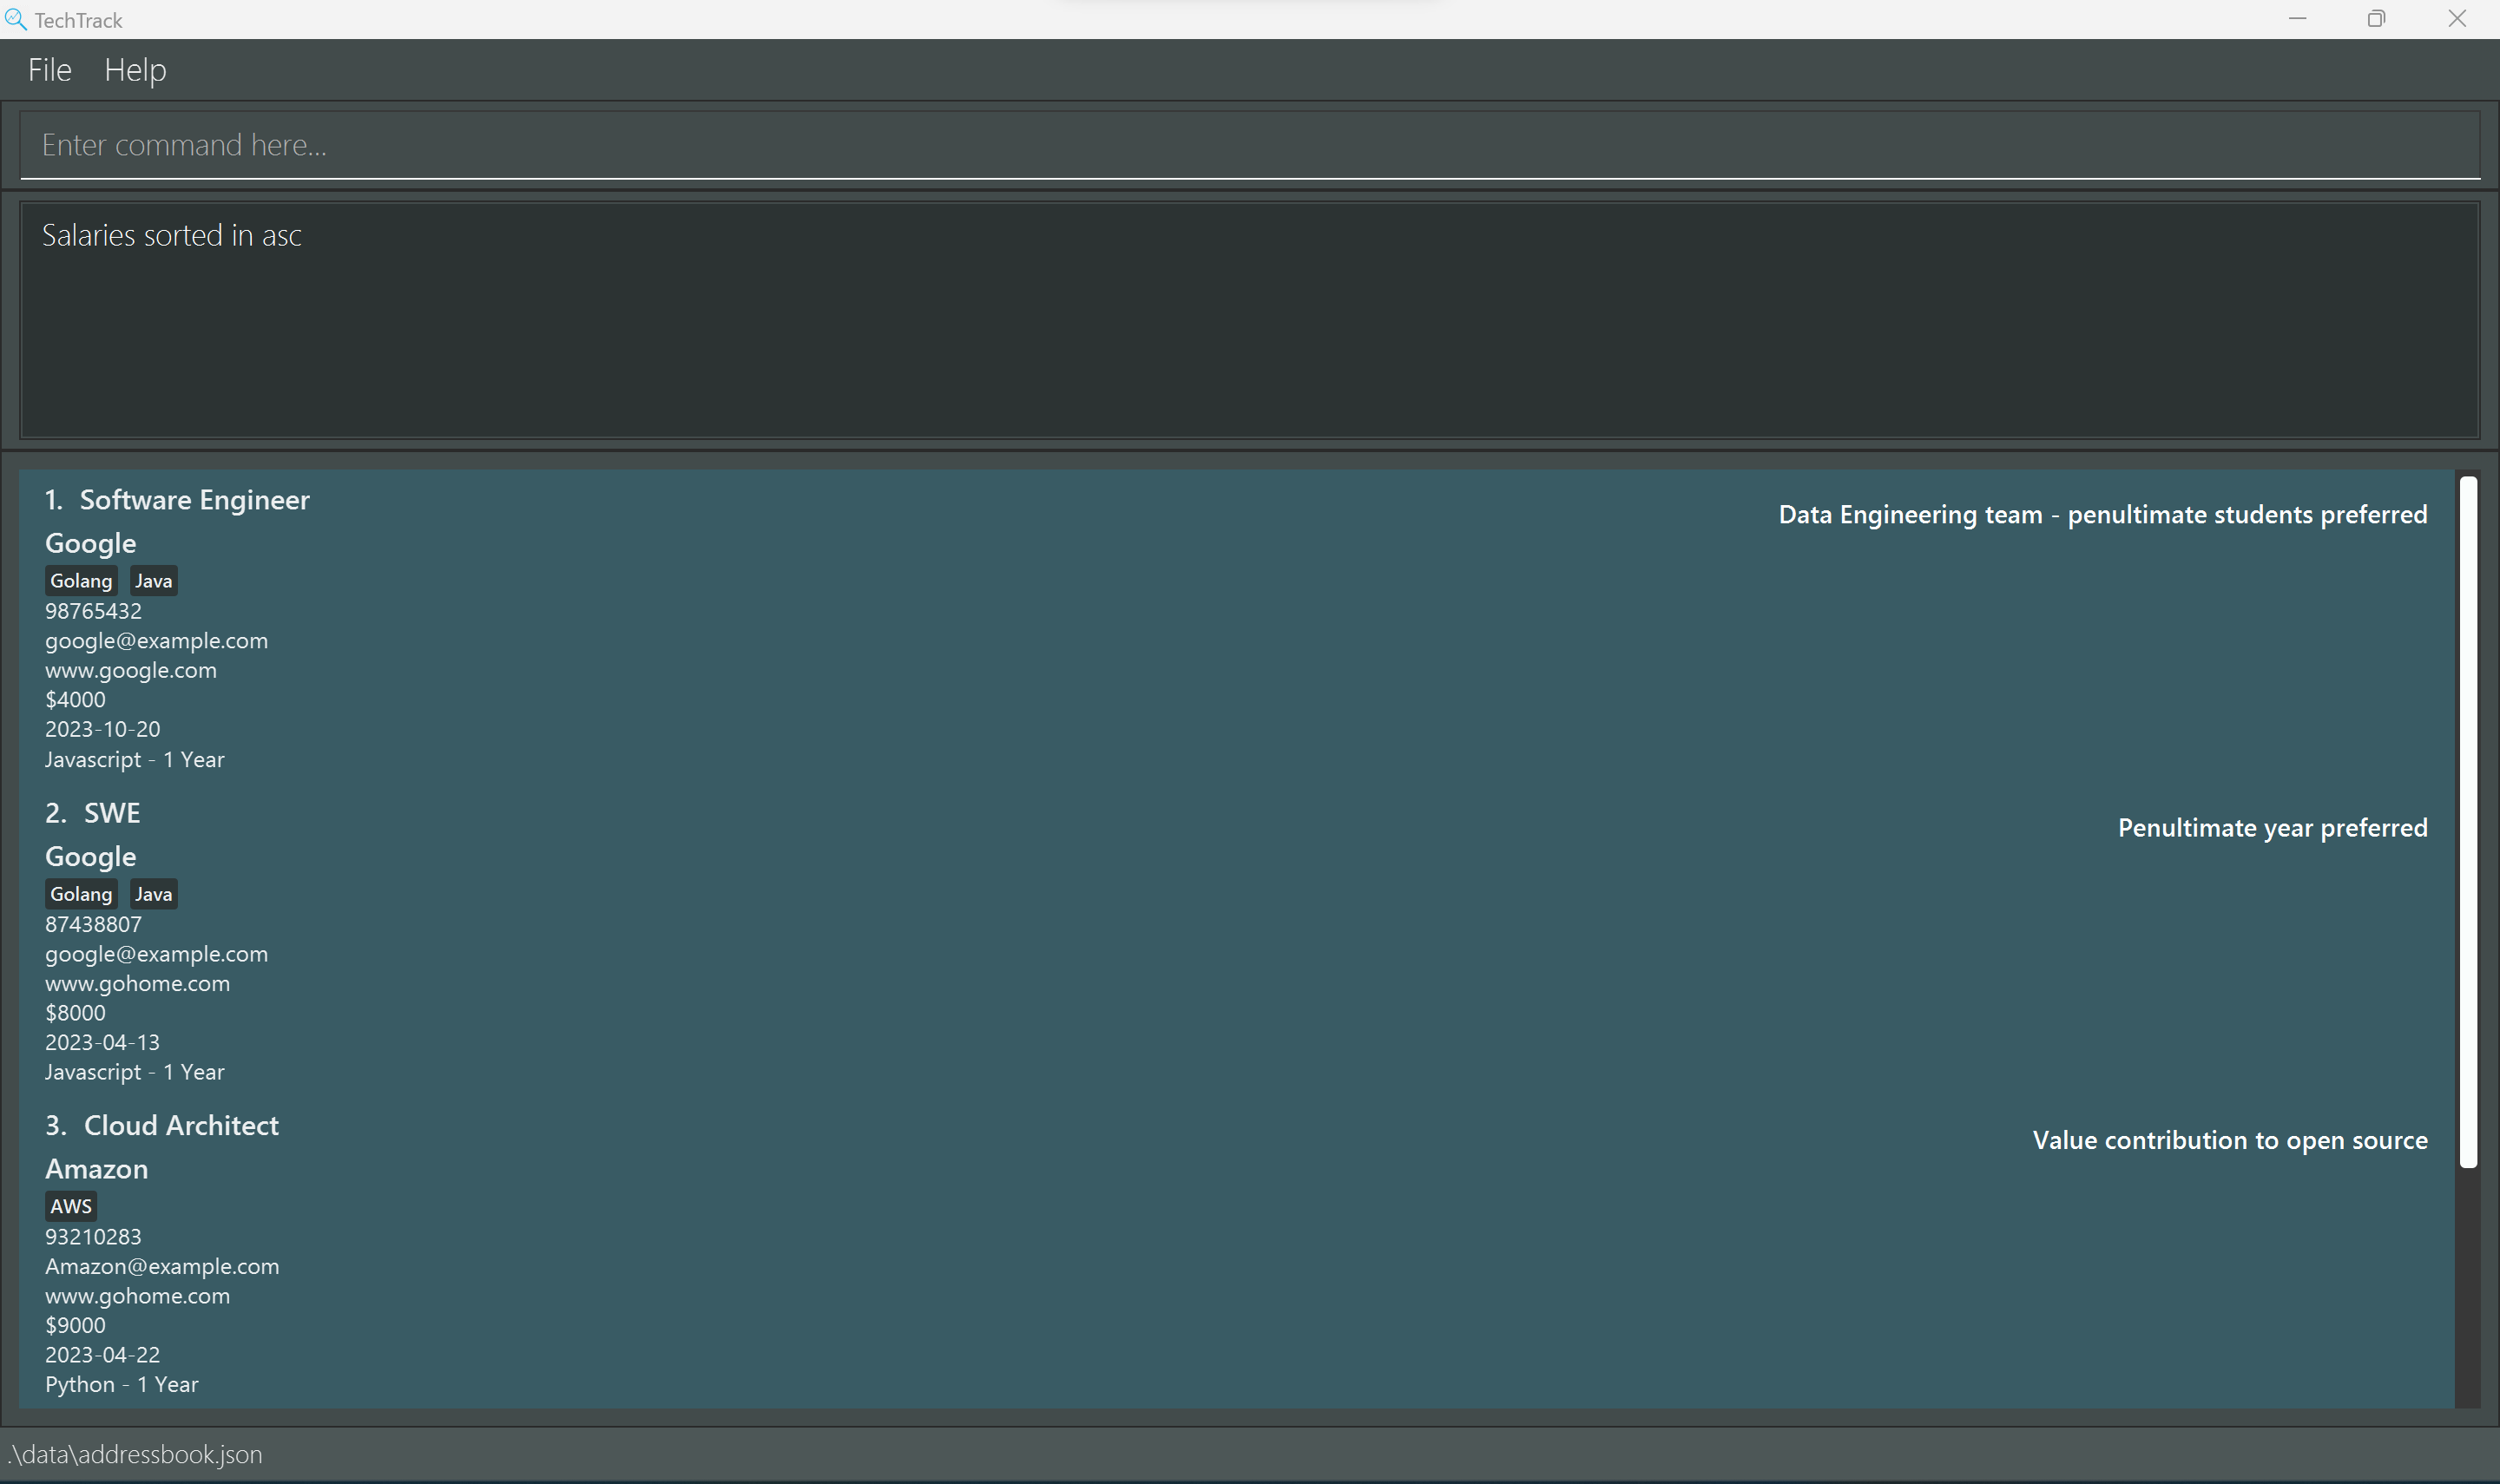 TechTrack
File Help
Enter command here...
Salaries sorted in asc
1. Software Engineer
Data Engineering team - penultimate students preferred
Google
Golang Java
98765432
google@example.com
www.google.com
$4000
2023-10-20
Javascript - 1 Year
2. SWE
Penultimate year preferred
Google
Golang Java
87438807
google@example.com
www.gohome.com
$8000
2023-04-13
Javascript - 1 Year
3. Cloud Architect
Value contribution to open source
Amazon
AWS
93210283
Amazon@example.com
www.gohome.com
$9000
2023-04-22
Python - 1 Year
.\data\addressbook.json